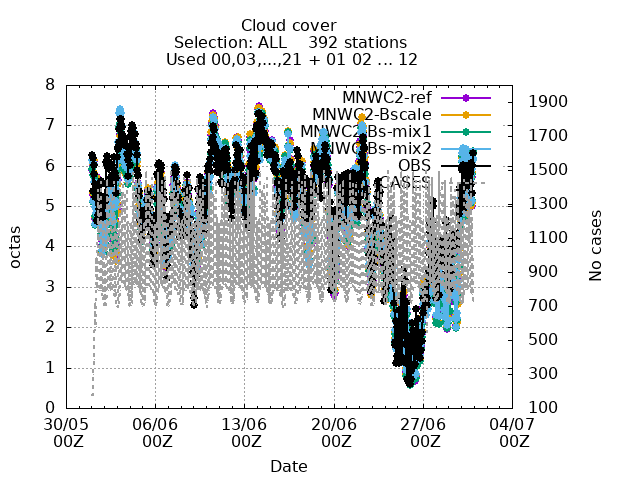 Cloud cover
Selection: ALL 392 stations
Used 00,03,...,21 + 01 02 ... 12
MNWC2-ref
MNWC2-Bscale
MNWC2-Bs-mix1
MNWC2-Bs-mix2
OBS
CASES
octas
8
7
6
5
4
3
2
1
0
No cases
1900
1700
1500
1300
1100
900
700
500
300
100
30/05 06/06 13/06 20/06 27/06 04/07
00Z 00Z 00Z 00Z 00Z 00Z
Date